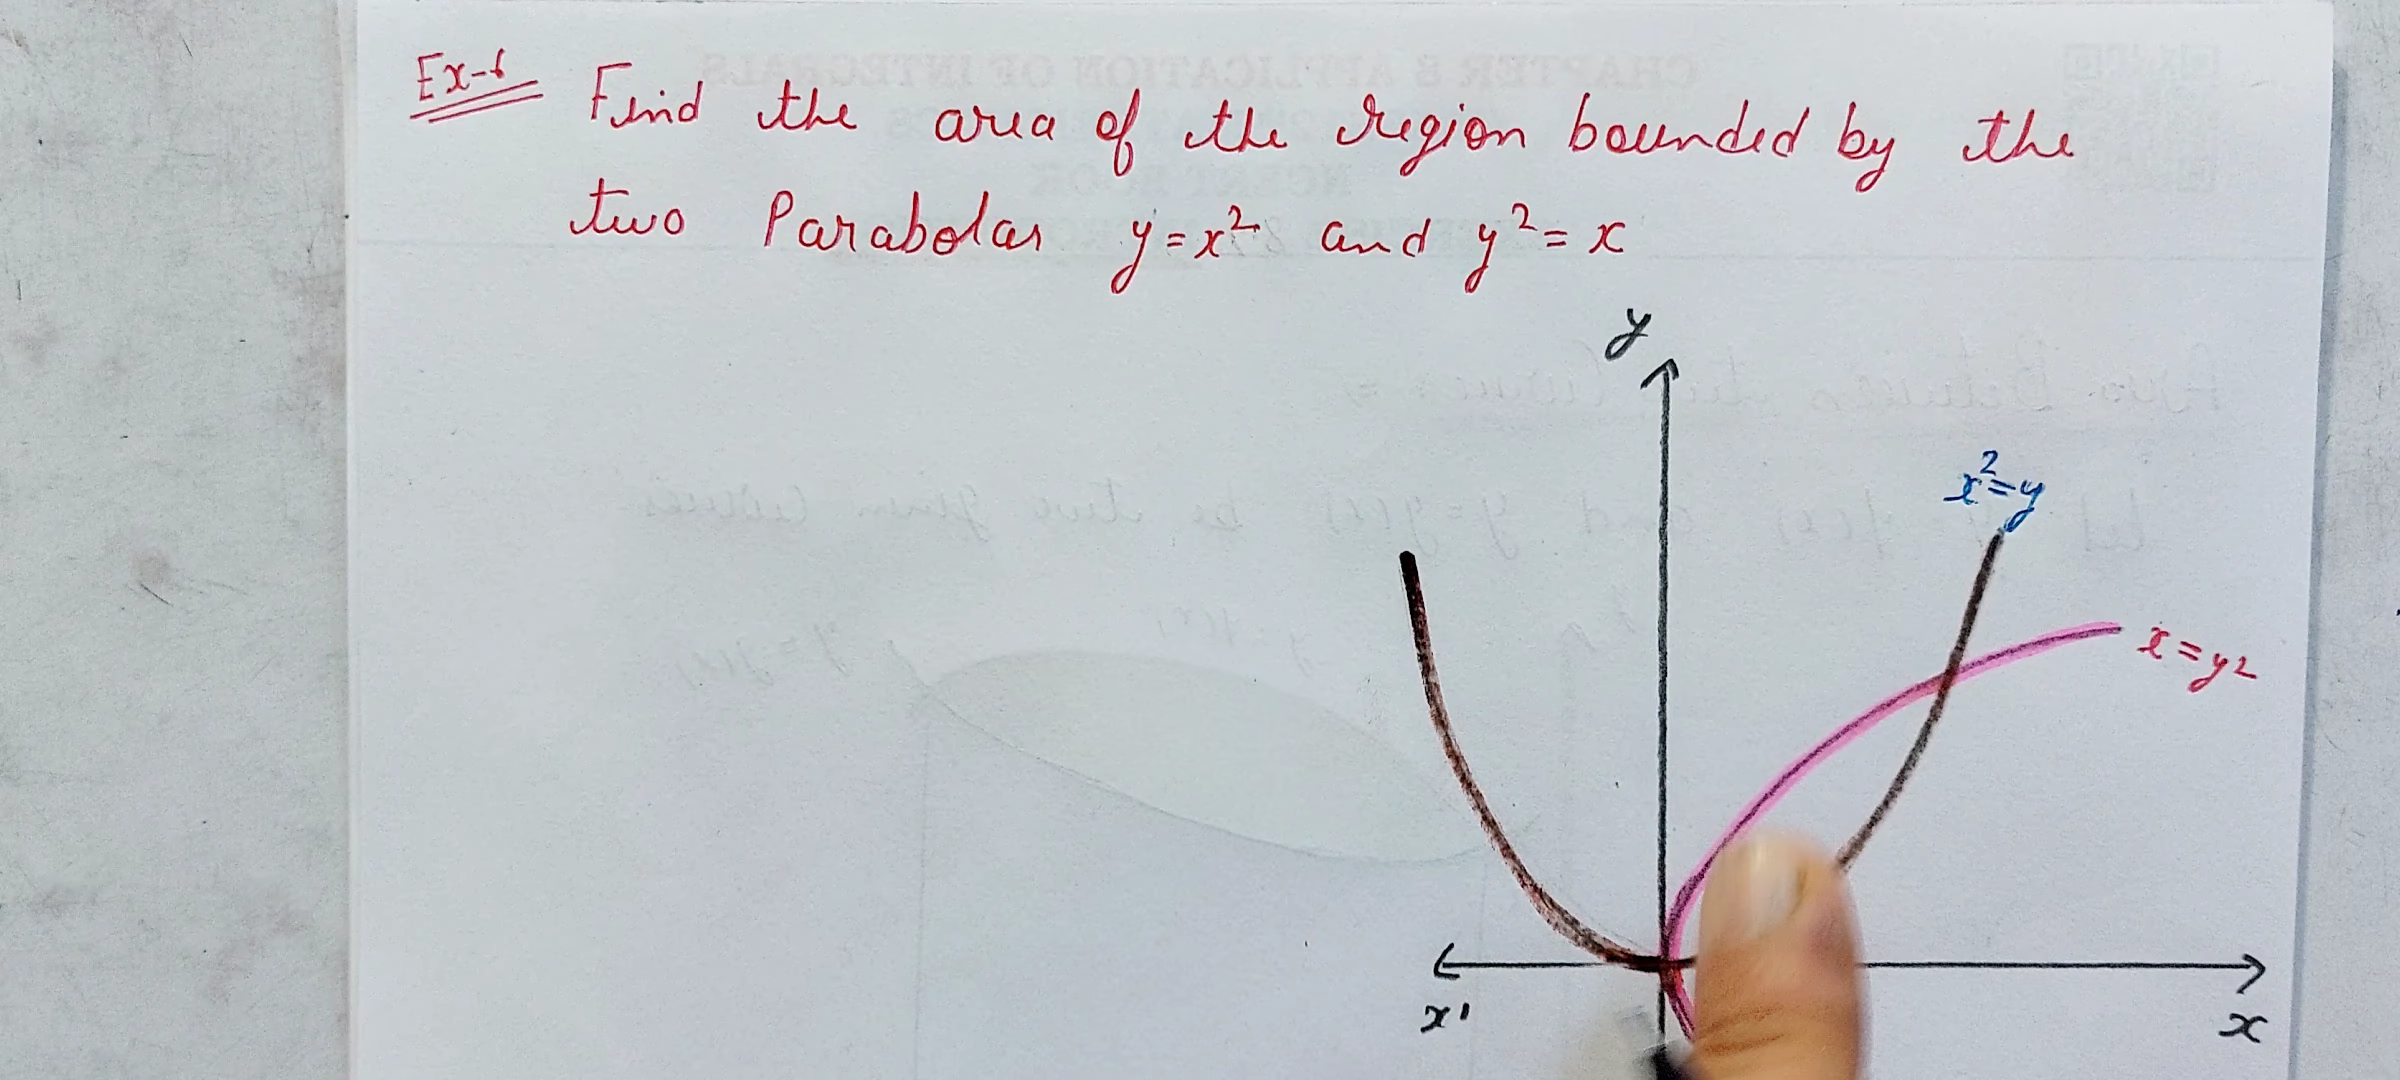 Ex-6 Find the area of the region bounded by the
two Parabolas y=x² and y²=x
y
x²=y
x=y²
x' x